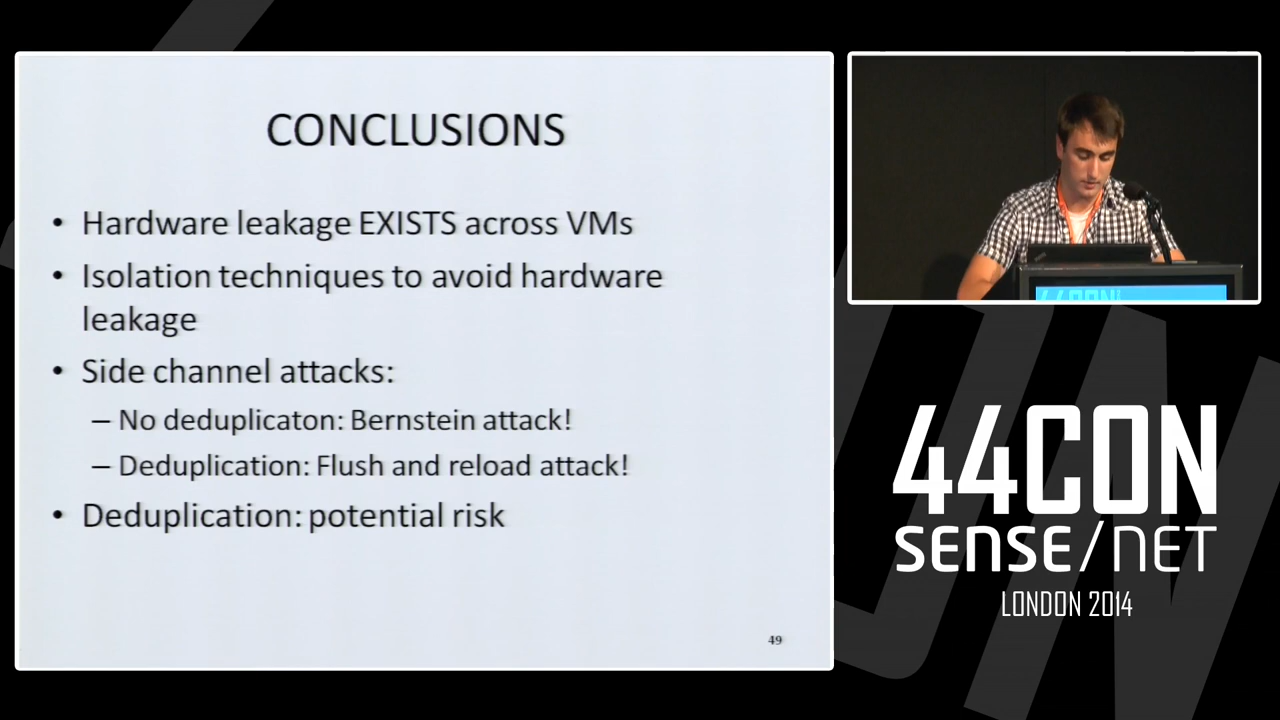 CONCLUSIONS
• Hardware leakage EXISTS across VMs
• Isolation techniques to avoid hardware
leakage
• Side channel attacks:
– No deduplicaton: Bernstein attack!
– Deduplication: Flush and reload attack!
• Deduplication: potential risk
49
44CON
44CON
SENSE/NET
LONDON 2014